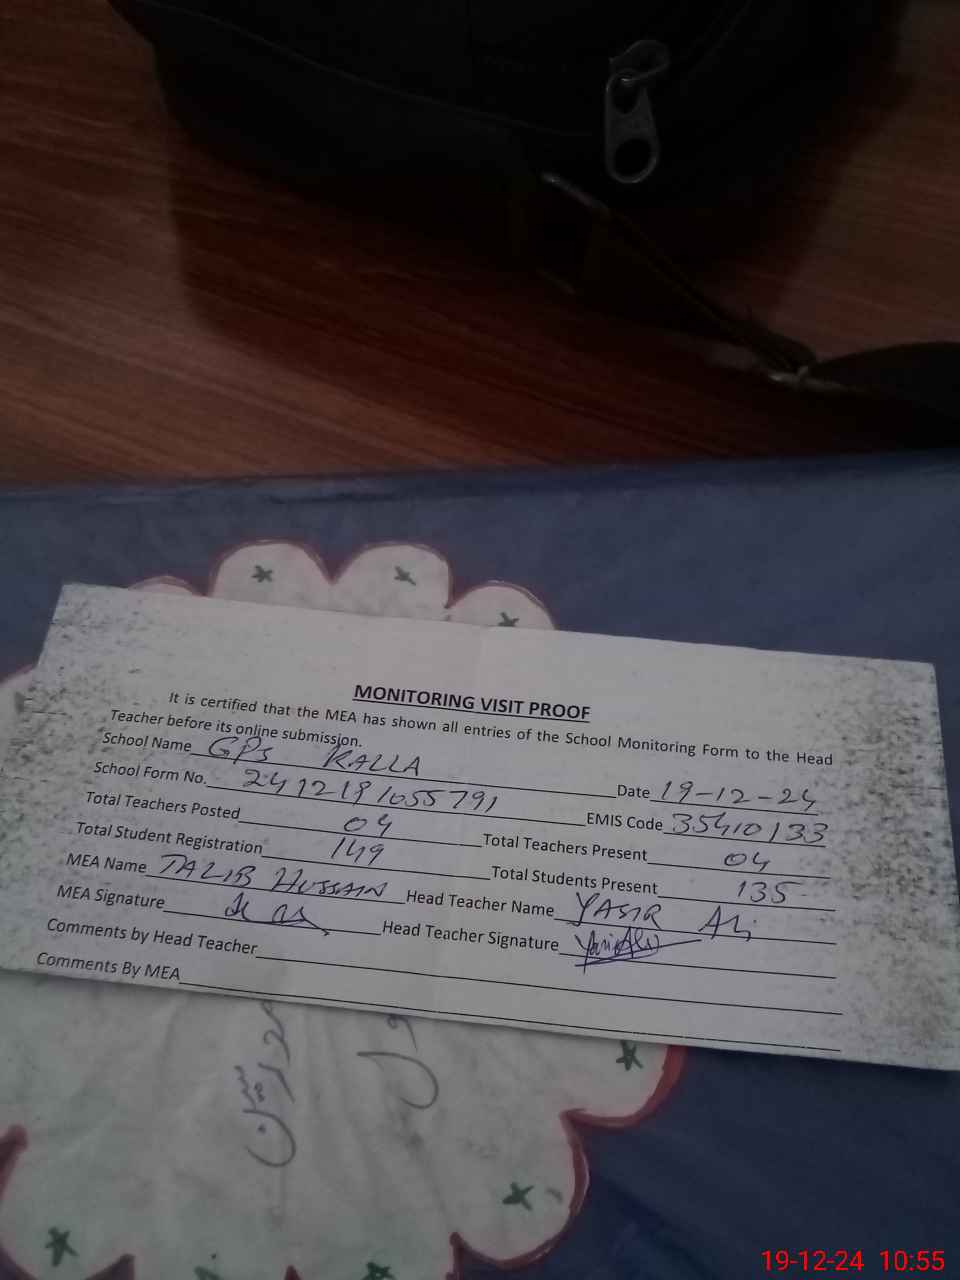 MONITORING VISIT PROOF
It is certified that the MEA has shown all entries of the School Monitoring Form to the Head
Teacher before its online submission.
School Name GPS KALLA Date 19-12-24
School Form No. 2412191055791 EMIS Code 35410133
Total Teachers Posted 04 Total Teachers Present 04
Total Student Registration 149 Total Students Present 135
MEA Name TALIB HUSSAIN Head Teacher Name YASIR Ali
MEA Signature Head Teacher Signature Yasir Ali
Comments by Head Teacher
Comments By MEA
19-12-24 10:55